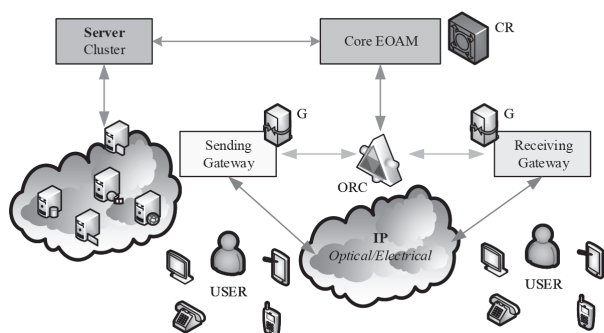 Server
Cluster
Core EOAM
CR
G
Sending
Gateway
ORC
G
Receiving
Gateway
IP
Optical/Electrical
USER
USER